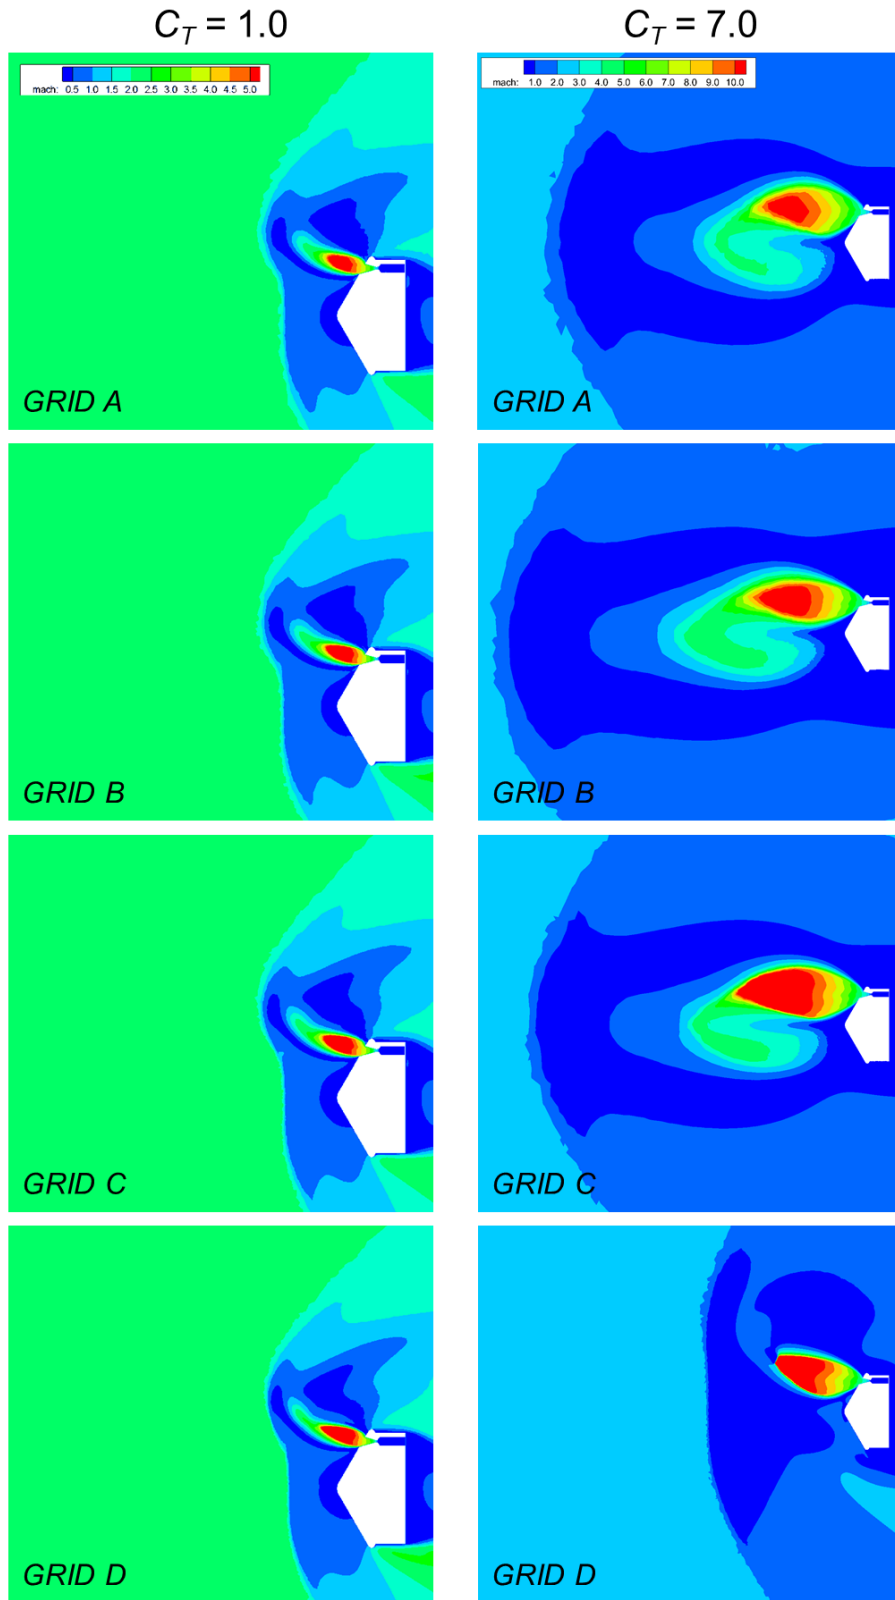 C_T = 1.0
C_T = 7.0
mach: 0.5 1.0 1.5 2.0 2.5 3.0 3.5 4.0 4.5 5.0
mach: 1.0 2.0 3.0 4.0 5.0 6.0 7.0 8.0 9.0 10.0
GRID A
GRID A
GRID B
GRID B
GRID C
GRID C
GRID D
GRID D